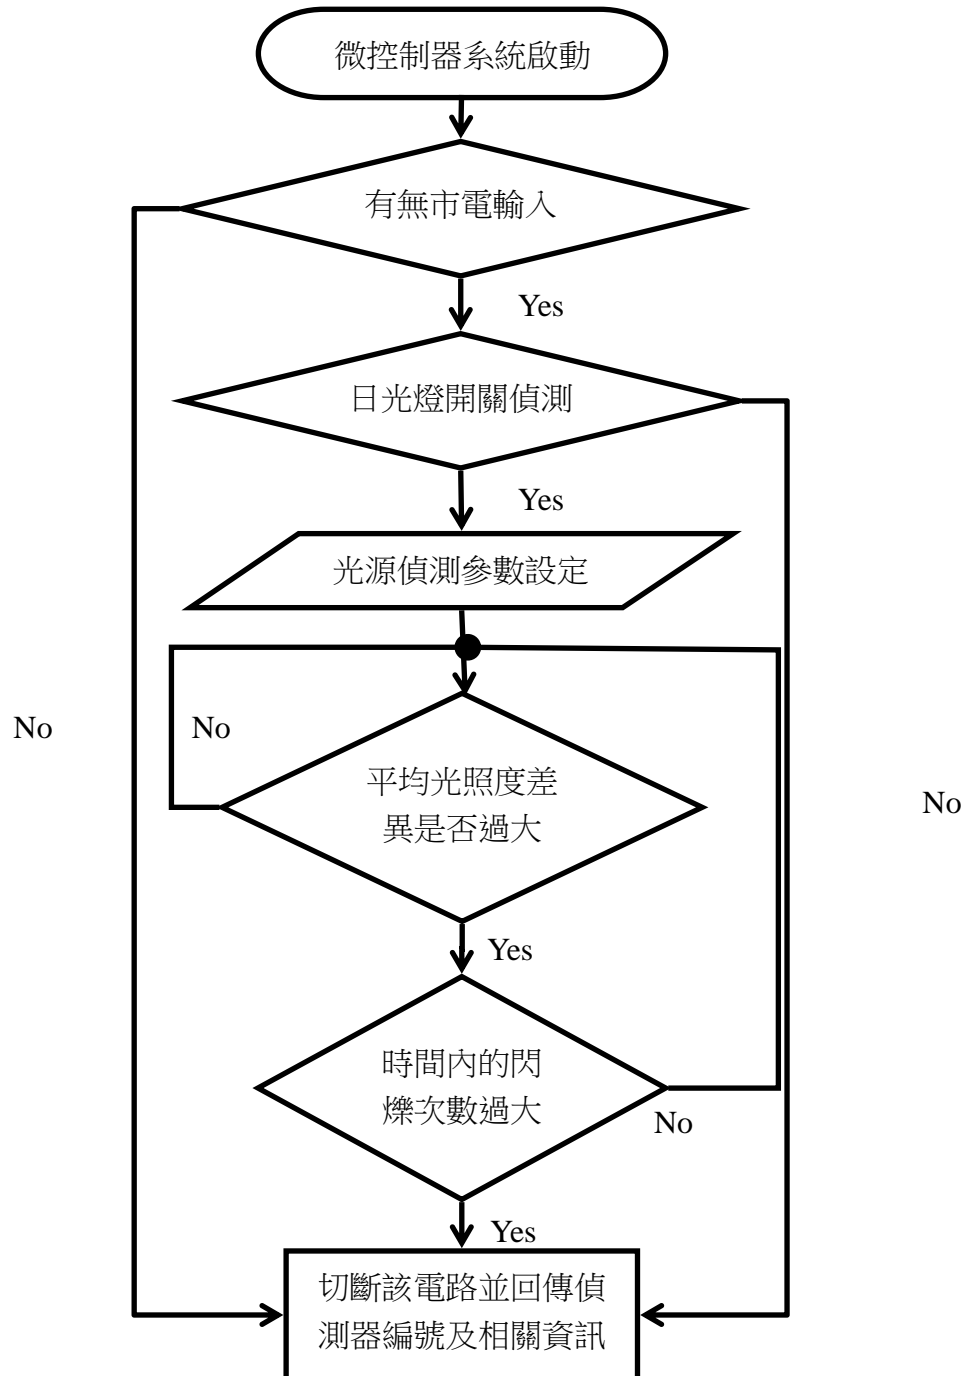 微控制器系統啟動
有無市電輸入
Yes
日光燈開關偵測
Yes
光源偵測參數設定
No
No
平均光照度差
異是否過大
No
Yes
時間內的閃
爍次數過大
No
Yes
切斷該電路並回傳偵
測器編號及相關資訊